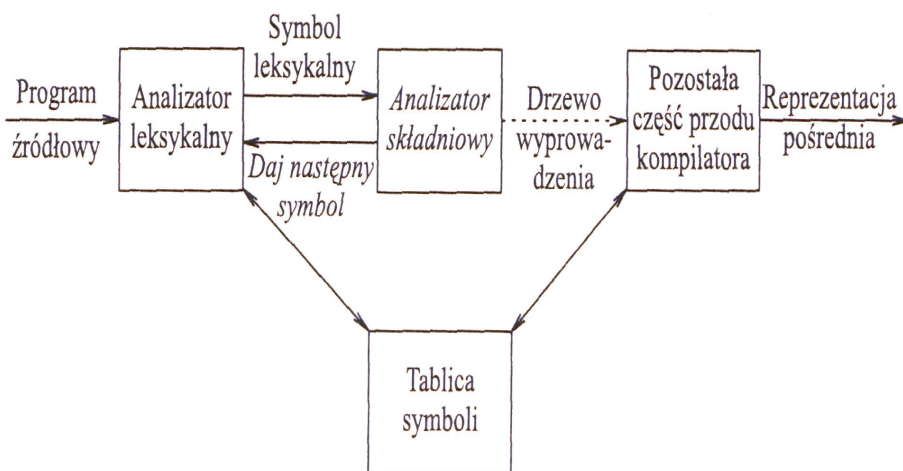 Program
źródłowy
Analizator
leksykalny
Symbol
leksykalny
Daj następny
symbol
Analizator
składniowy
Drzewo
wyprowa-
dzenia
Pozostała
część przodu
kompilatora
Reprezentacja
pośrednia
Tablica
symboli